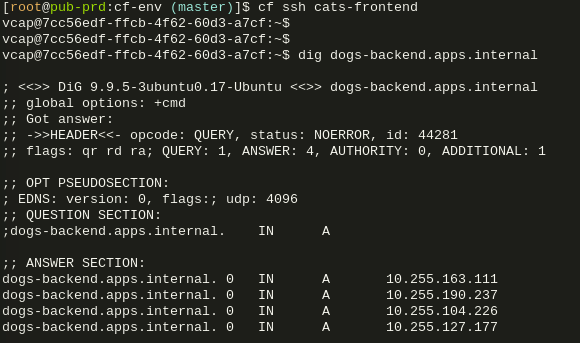 [root@pub-prd:cf-env (master)]$ cf ssh cats-frontend
vcap@7cc56edf-ffcb-4f62-60d3-a7cf:~$
vcap@7cc56edf-ffcb-4f62-60d3-a7cf:~$
vcap@7cc56edf-ffcb-4f62-60d3-a7cf:~$ dig dogs-backend.apps.internal
; <<>> DiG 9.9.5-3ubuntu0.17-Ubuntu <<>> dogs-backend.apps.internal
;; global options: +cmd
;; Got answer:
;; ->>HEADER<<- opcode: QUERY, status: NOERROR, id: 44281
;; flags: qr rd ra; QUERY: 1, ANSWER: 4, AUTHORITY: 0, ADDITIONAL: 1
;; OPT PSEUDOSECTION:
; EDNS: version: 0, flags:; udp: 4096
;; QUESTION SECTION:
;dogs-backend.apps.internal.    IN      A
;; ANSWER SECTION:
dogs-backend.apps.internal. 0   IN      A       10.255.163.111
dogs-backend.apps.internal. 0   IN      A       10.255.190.237
dogs-backend.apps.internal. 0   IN      A       10.255.104.226
dogs-backend.apps.internal. 0   IN      A       10.255.127.177